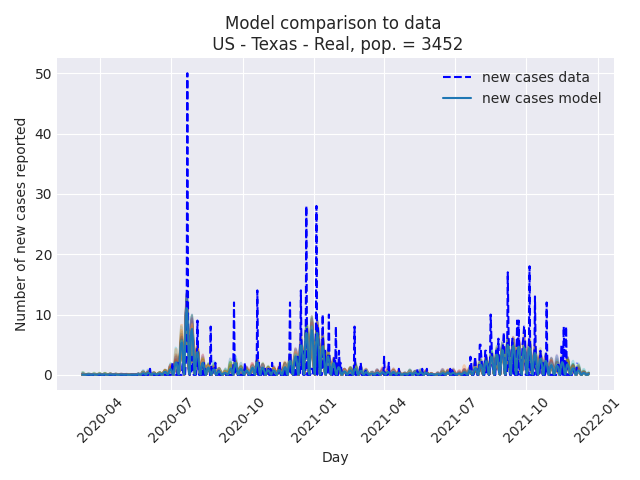 Model comparison to data
US - Texas - Real, pop. = 3452
new cases data
new cases model
Number of new cases reported
50
40
30
20
10
0
2020-04
2020-07
2020-10
2021-01
2021-04
2021-07
2021-10
2022-01
Day